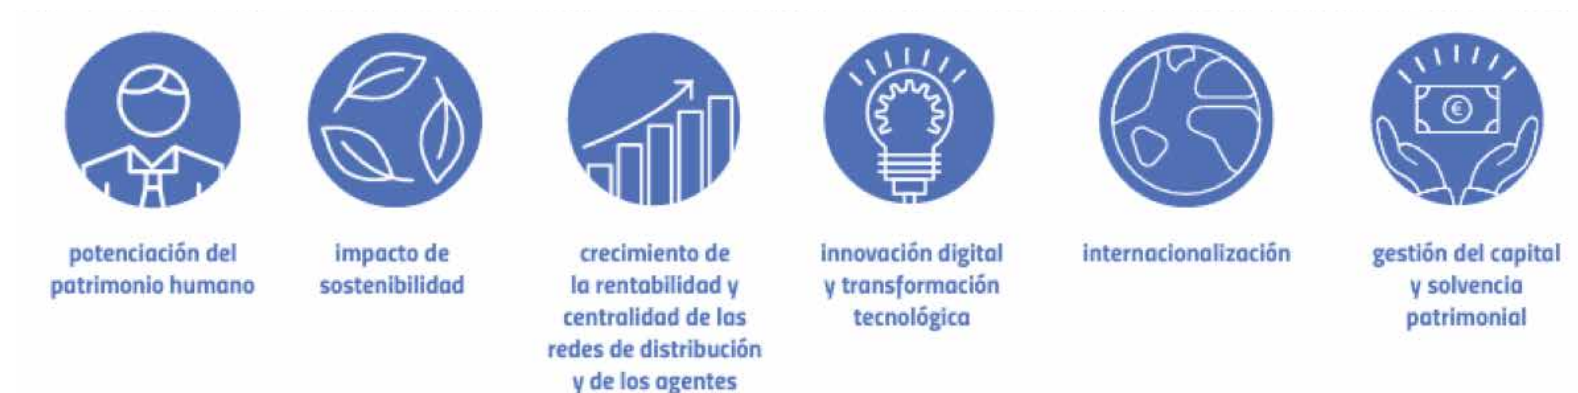 potenciación del
patrimonio humano
impacto de
sostenibilidad
crecimiento de
la rentabilidad y
centralidad de las
redes de distribución
y de los agentes
innovación digital
y transformación
tecnológica
internacionalización
gestión del capital
y solvencia
patrimonial
€